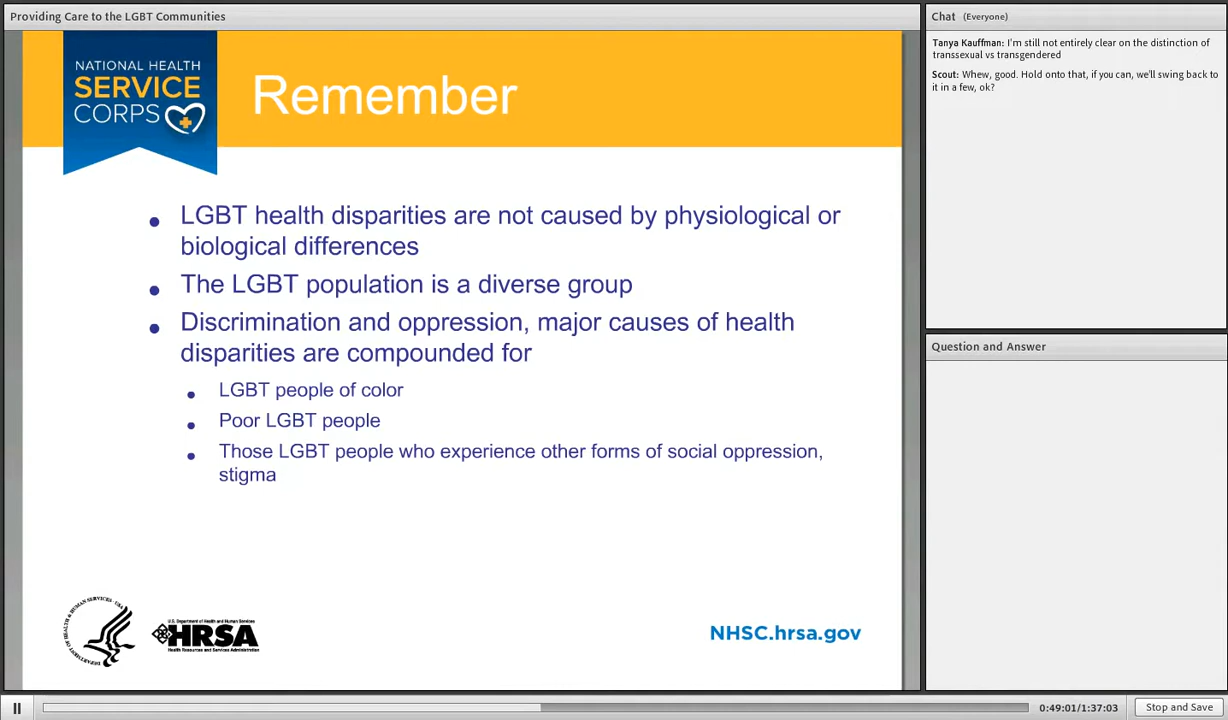 Providing Care to the LGBT Communities
NATIONAL HEALTH
SERVICE
CORPS
Remember
• LGBT health disparities are not caused by physiological or
biological differences
• The LGBT population is a diverse group
• Discrimination and oppression, major causes of health
disparities are compounded for
• LGBT people of color
• Poor LGBT people
• Those LGBT people who experience other forms of social oppression,
stigma
DEPARTMENT OF HEALTH & HUMAN SERVICES • USA
U.S. Department of Health and Human Services
HRSA
Health Resources and Services Administration
NHSC.hrsa.gov
Chat (Everyone)
Tanya Kauffman: I'm still not entirely clear on the distinction of
transsexual vs transgendered
Scout: Whew, good. Hold onto that, if you can, we'll swing back to
it in a few, ok?
Question and Answer
0:49:01/1:37:03
Stop and Save